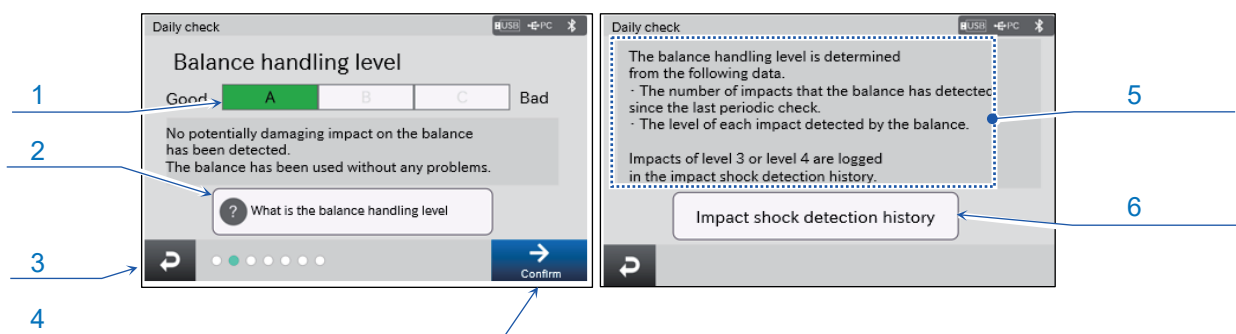 Daily check
USB PC
Balance handling level
Good A B C Bad
No potentially damaging impact on the balance
has been detected.
The balance has been used without any problems.
? What is the balance handling level
Confirm
1
2
3
4
Daily check
USB PC
The balance handling level is determined
from the following data.
· The number of impacts that the balance has detected
since the last periodic check.
· The level of each impact detected by the balance.
Impacts of level 3 or level 4 are logged
in the impact shock detection history.
Impact shock detection history
5
6